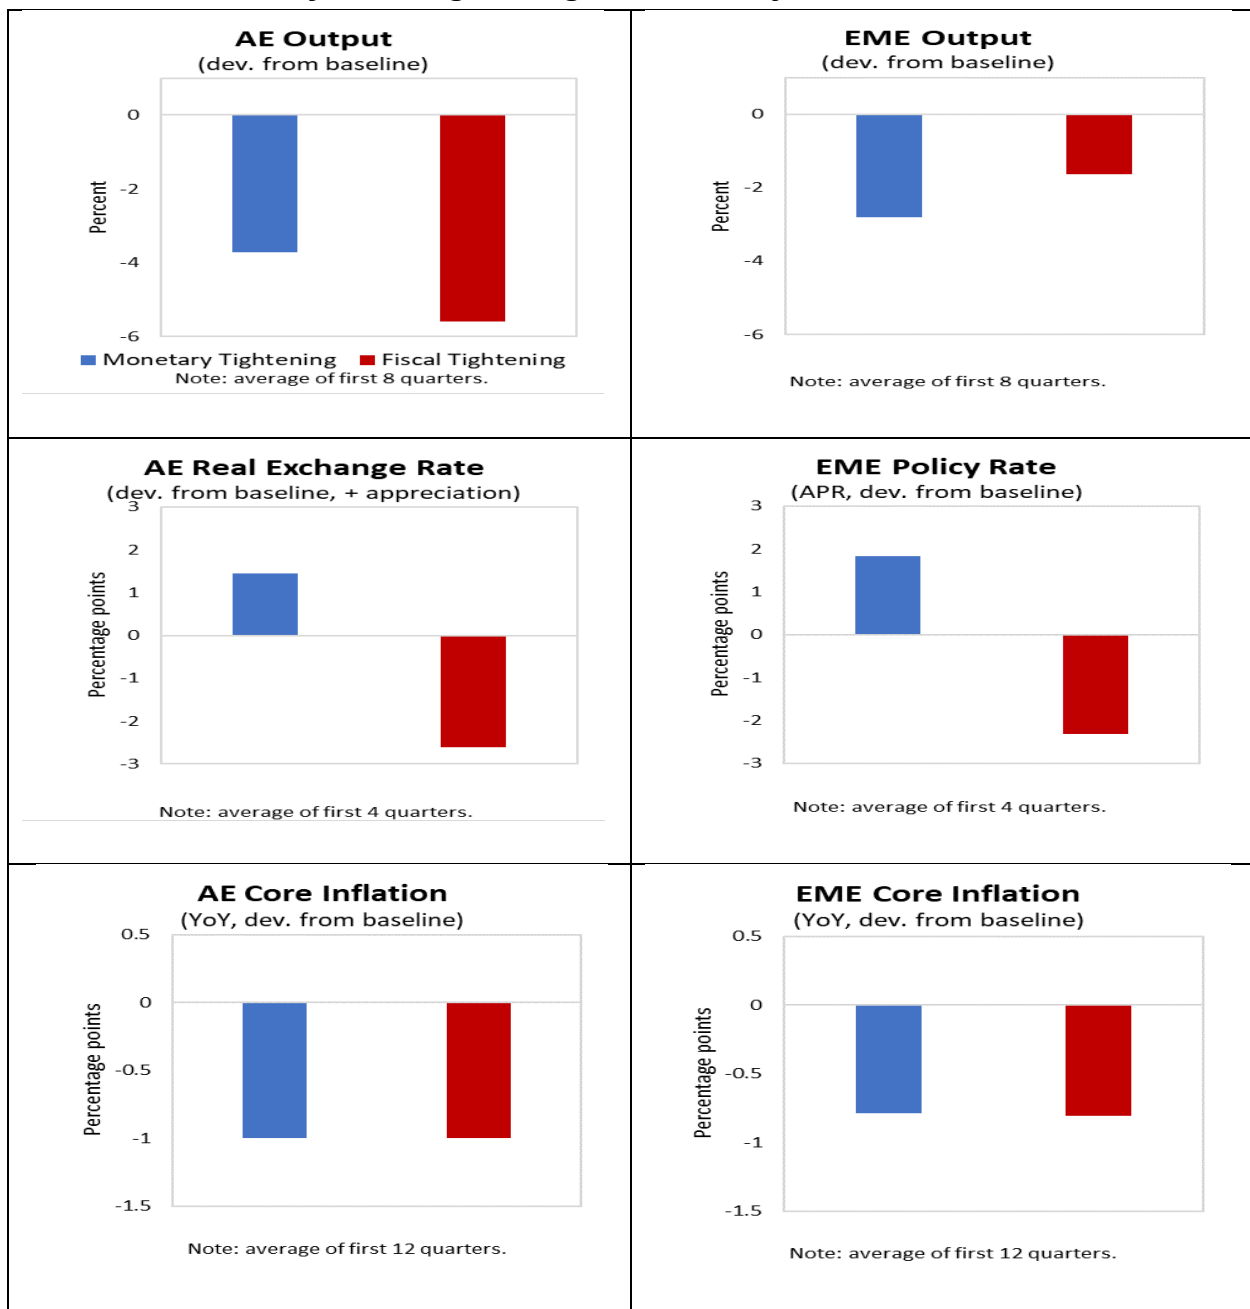 AE Output
(dev. from baseline)
Percent
0
-2
-4
-6
Monetary Tightening Fiscal Tightening
Note: average of first 8 quarters.
EME Output
(dev. from baseline)
Percent
0
-2
-4
-6
Note: average of first 8 quarters.
AE Real Exchange Rate
(dev. from baseline, + appreciation)
Percentage points
3
2
1
0
-1
-2
-3
Note: average of first 4 quarters.
EME Policy Rate
(APR, dev. from baseline)
Percentage points
3
2
1
0
-1
-2
-3
Note: average of first 4 quarters.
AE Core Inflation
(YoY, dev. from baseline)
Percentage points
0.5
0
-0.5
-1
-1.5
Note: average of first 12 quarters.
EME Core Inflation
(YoY, dev. from baseline)
Percentage points
0.5
0
-0.5
-1
-1.5
Note: average of first 12 quarters.